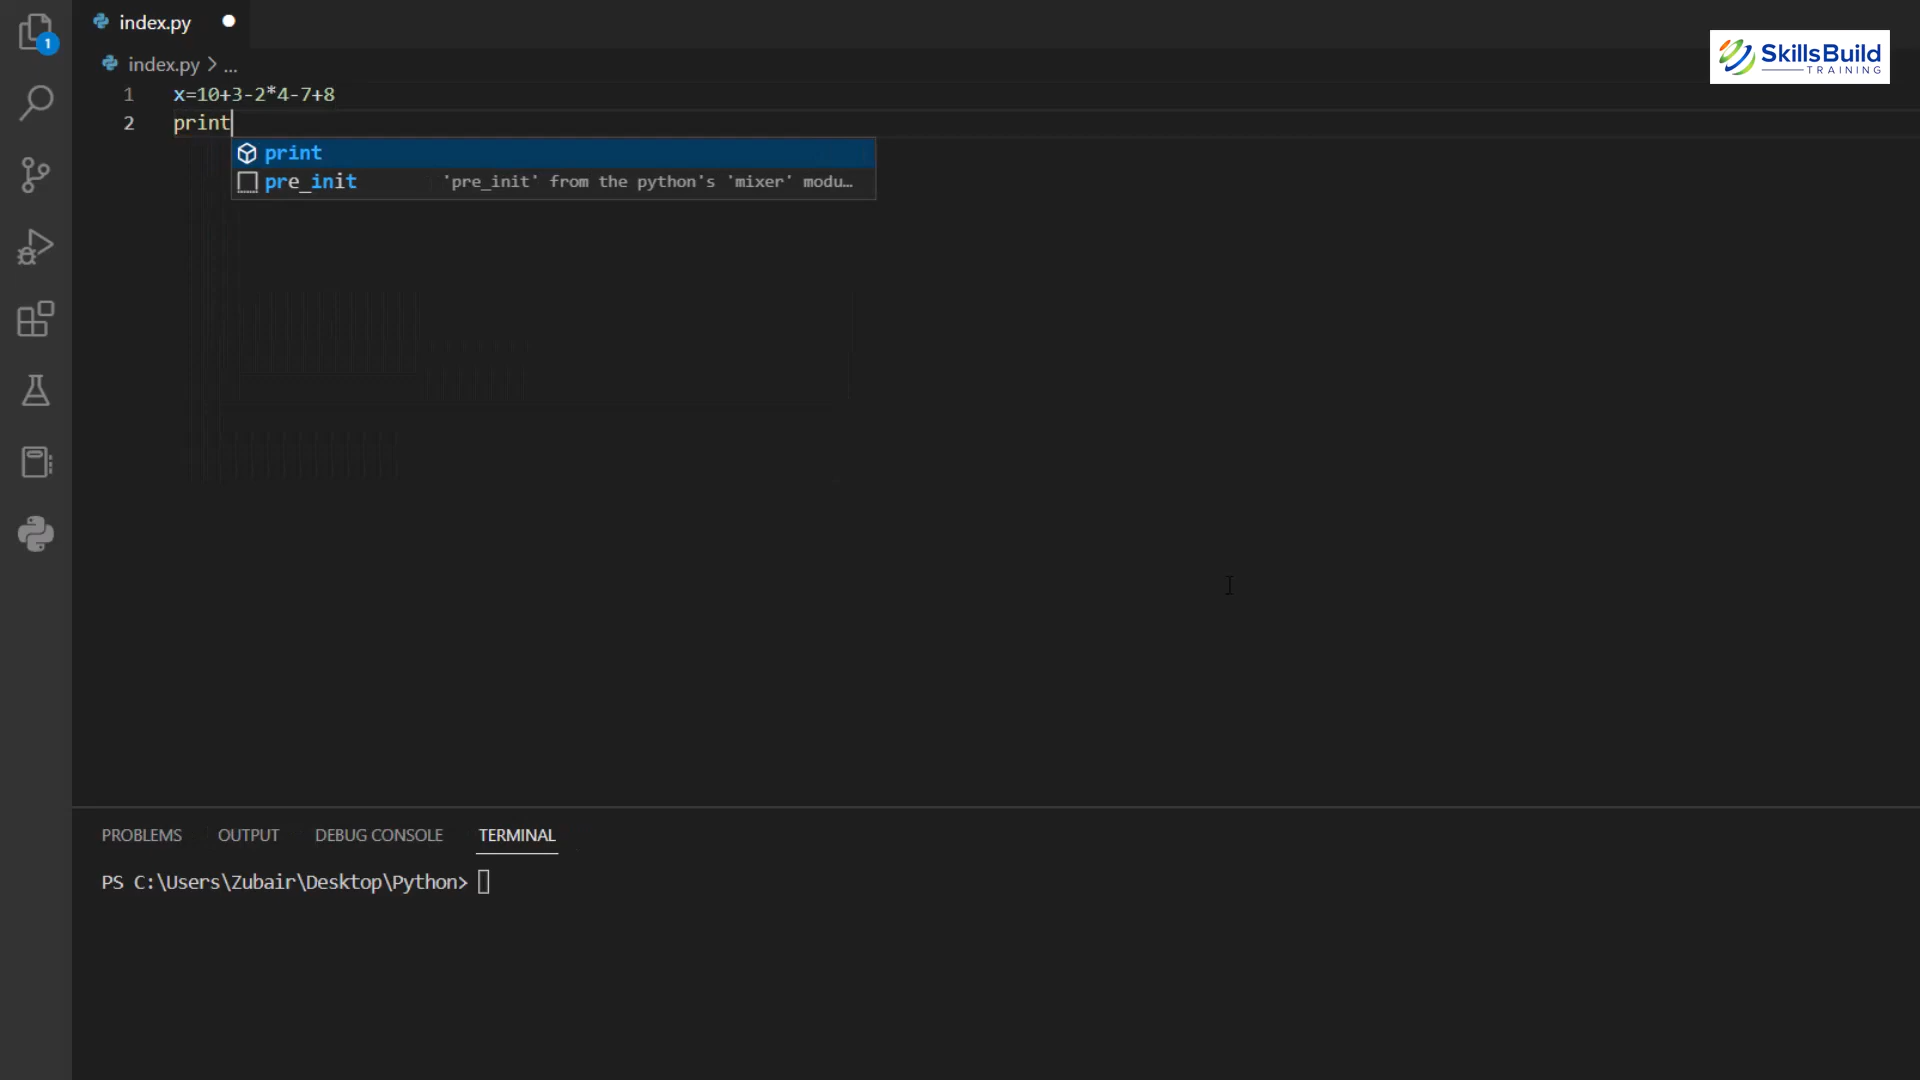 index.py
SkillsBuild
TRAINING
1
index.py > ...
1 x=10+3-2*4-7+8
2 print
print
pre_init 'pre_init' from the python's 'mixer' modu…
PROBLEMS OUTPUT DEBUG CONSOLE TERMINAL
PS C:\Users\Zubair\Desktop\Python>